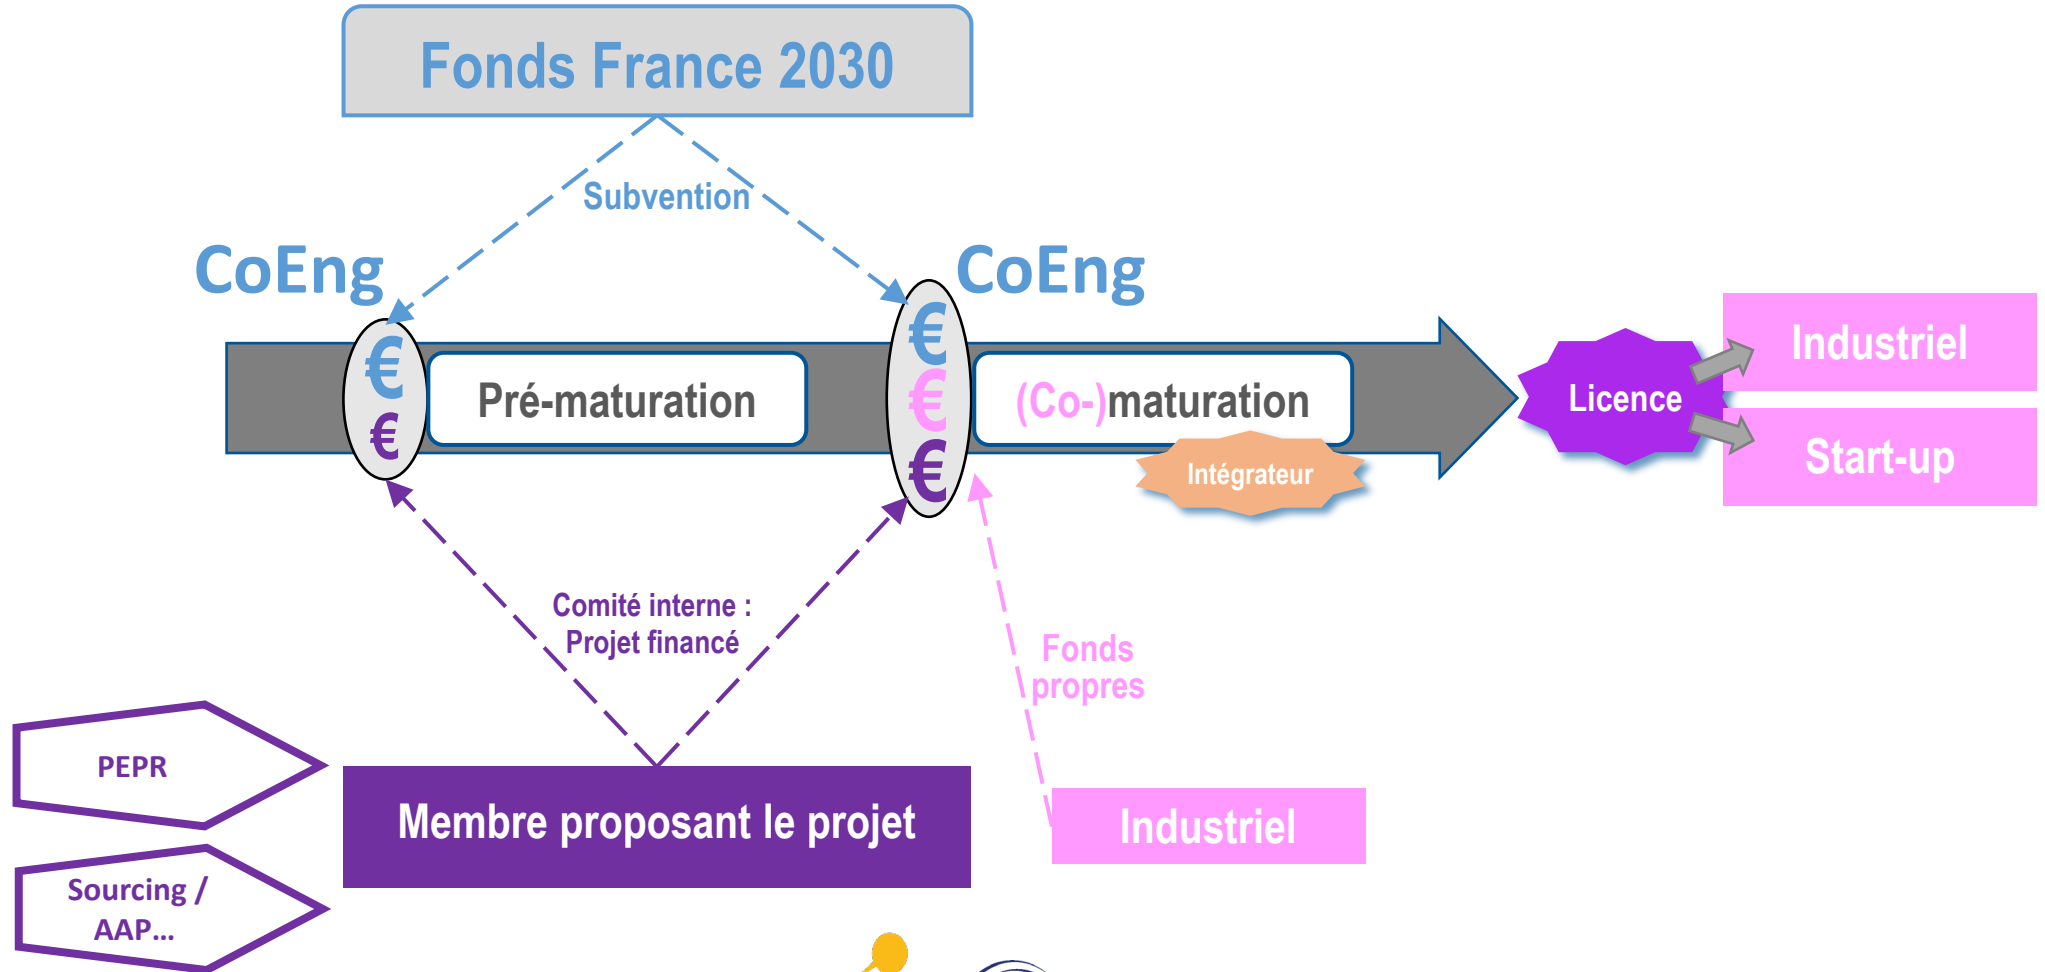 Fonds France 2030
Subvention
CoEng
CoEng
€
€
Pré-maturation
€
€
€
(Co-)maturation
Intégrateur
Licence
Industriel
Start-up
Comité interne :
Projet financé
Fonds
propres
PEPR
Membre proposant le projet
Industriel
Sourcing /
AAP...